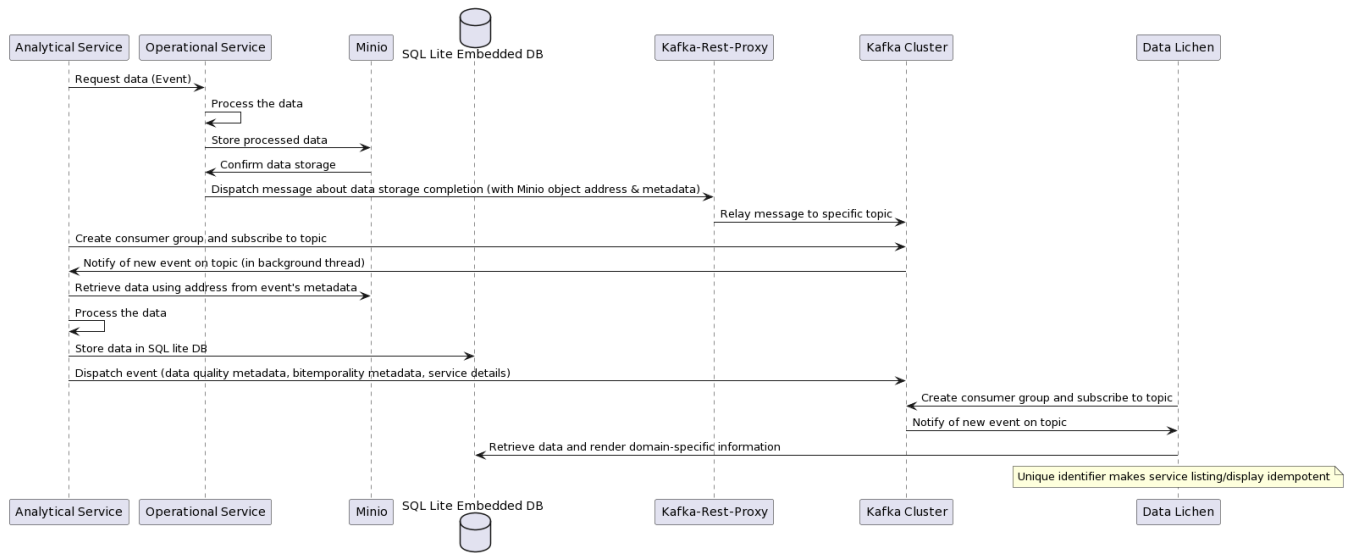 SQL Lite Embedded DB
Analytical Service
Operational Service
Minio
Kafka-Rest-Proxy
Kafka Cluster
Data Lichen
Request data (Event)
Process the data
Store processed data
Confirm data storage
Dispatch message about data storage completion (with Minio object address & metadata)
Relay message to specific topic
Create consumer group and subscribe to topic
Notify of new event on topic (in background thread)
Retrieve data using address from event's metadata
Process the data
Store data in SQL lite DB
Dispatch event (data quality metadata, bitemporality metadata, service details)
Create consumer group and subscribe to topic
Notify of new event on topic
Retrieve data and render domain-specific information
Unique identifier makes service listing/display idempotent
Analytical Service
Operational Service
Minio
SQL Lite Embedded DB
Kafka-Rest-Proxy
Kafka Cluster
Data Lichen